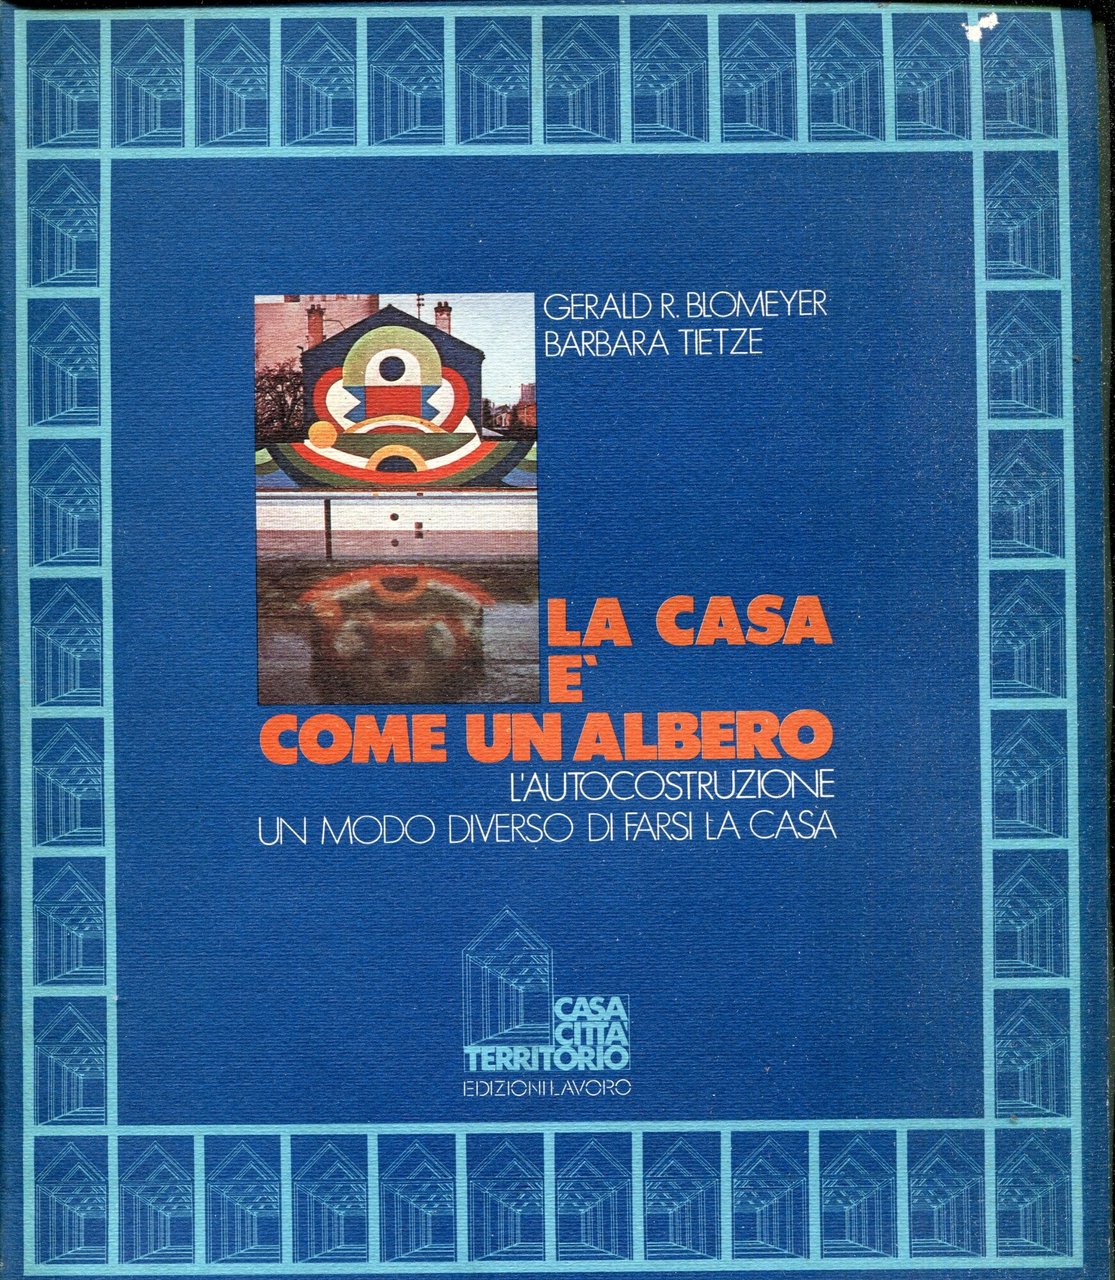 GERALD R. BLOMEYER
BARBARA TIETZE
LA CASA
E'
COME UN ALBERO
L'AUTOCOSTRUZIONE
UN MODO DIVERSO DI FARSI LA CASA
CASA
CITTA'
TERRITORIO
EDIZIONI LAVORO